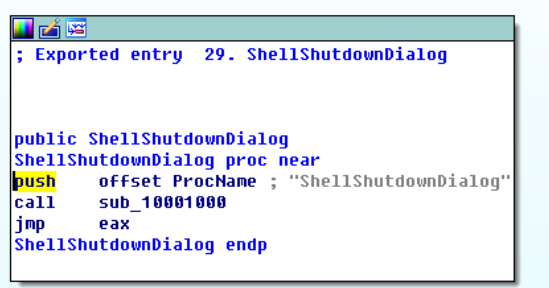 ; Exported entry  29. ShellShutdownDialog
public ShellShutdownDialog
ShellShutdownDialog proc near
push    offset ProcName ; "ShellShutdownDialog"
call    sub_10001000
jmp     eax
ShellShutdownDialog endp